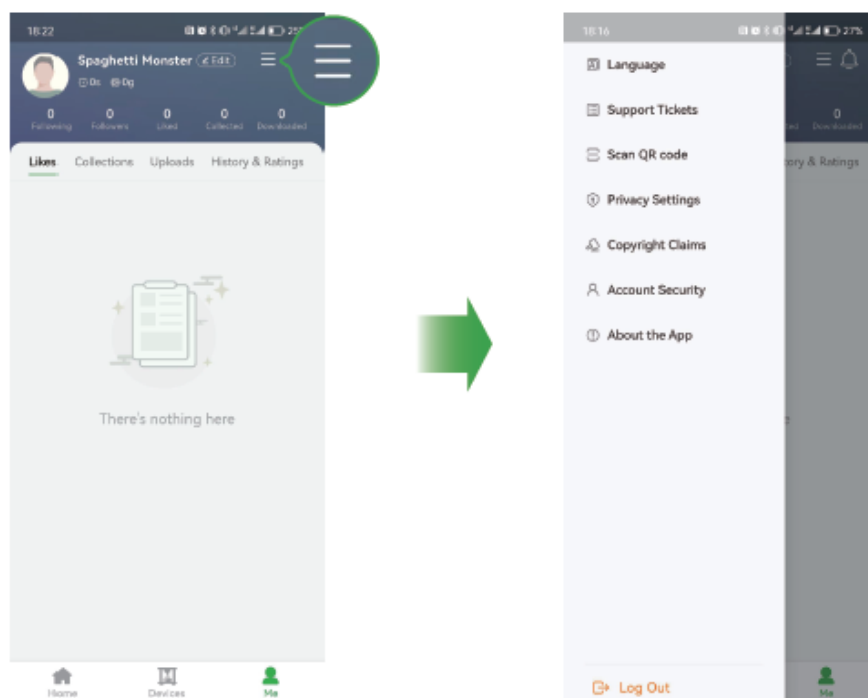 18:22
Spaghetti Monster Edit
0s 0g
0 0 0 0 0
Following Followers Liked Collected Downloaded
Likes Collections Uploads History & Ratings
There's nothing here
Home Devices Me
18:16 27%
Language
Support Tickets
Scan QR code
Privacy Settings
Copyright Claims
Account Security
About the App
Log Out
0
Downloaded
& Ratings
Me